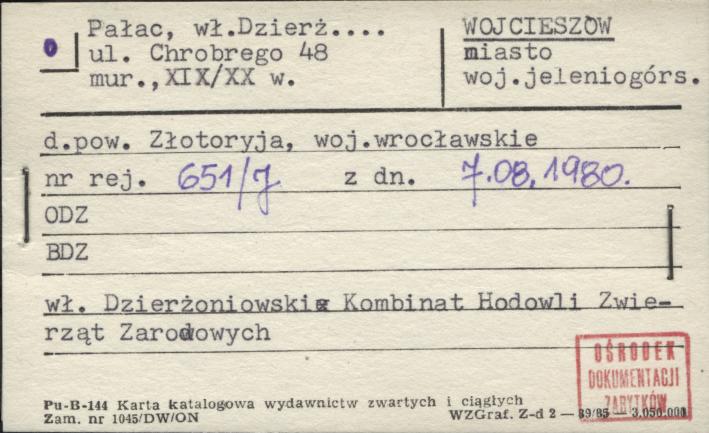 0
Pałac, wł.Dzierż....
ul. Chrobrego 48
mur.,XIX/XX w.
WOJCIESZÓW
miasto
woj.jeleniogórs.
d.pow. Złotoryja, woj.wrocławskie
nr rej. 651/J z dn. 7.08.1980.
ODZ
BDZ
wł. Dzierżoniowski Kombinat Hodowli Zwie-
rząt Zarodowych
OŚRODEK
DOKUMENTACJI
ZABYTKÓW
Pu-B-144 Karta katalogowa wydawnictw zwartych i ciągłych
Zam. nr 1045/DW/ON WZGraf. Z-d 2 — 89/85 — 3.050.000